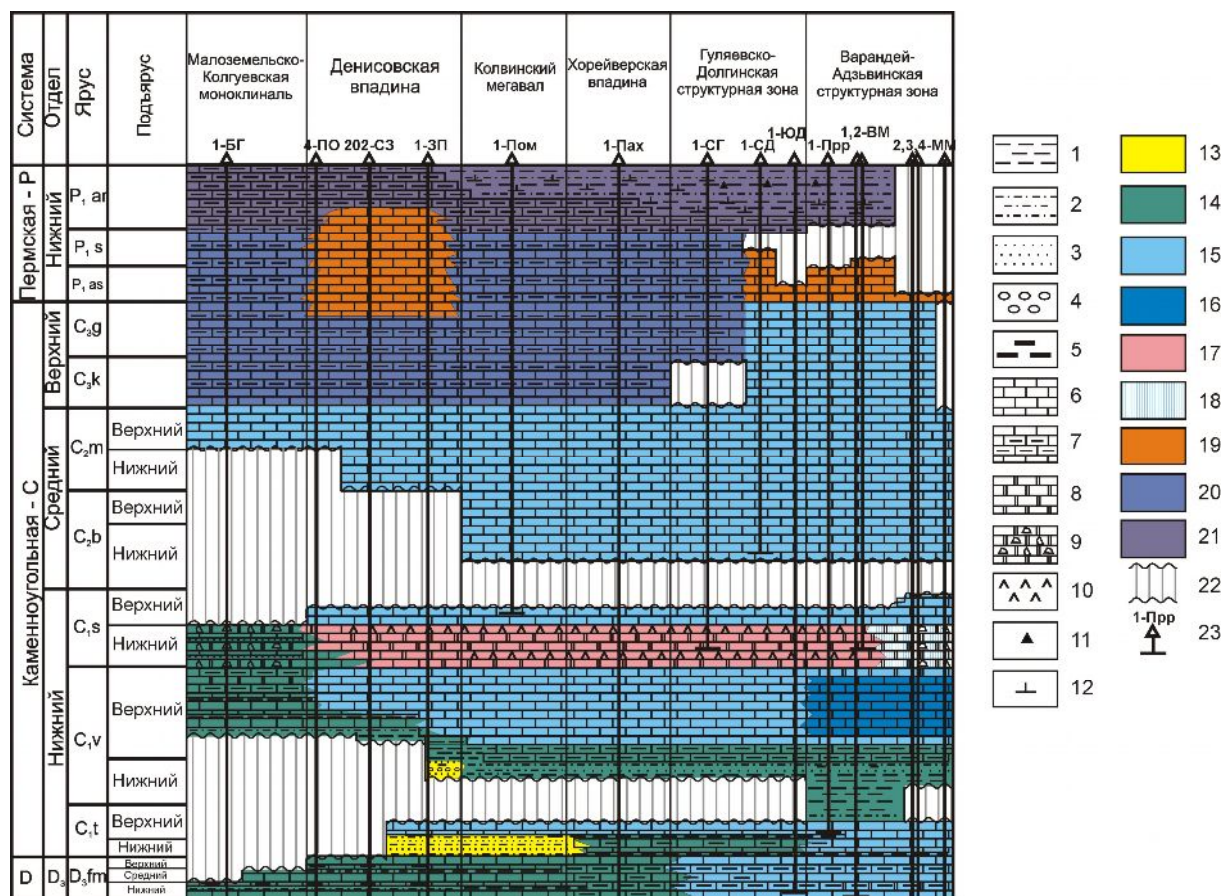 Система
Отдел
Ярус
Подъярус
Малоземельско-
Колгуевская
моноклиналь
Денисовская
впадина
Колвинский
мегавал
Хорейверская
впадина
Гуляевско-
Долгинская
структурная зона
Варандей-
Адзьвинская
структурная зона
1-БГ
4-ПО
202-СЗ
1-ЗП
1-Пом
1-Пах
1-СГ
1-СД
1-ЮД
1-Прр
1,2-ВМ
2,3,4-ММ
Пермская - P
Нижний
P₁ ar
P₁ s
P₁ as
Каменноугольная - C
Верхний
C₃g
C₃k
Средний
C₂m
Верхний
Нижний
C₂b
Верхний
Нижний
Нижний
C₁s
Верхний
Нижний
C₁v
Верхний
Нижний
C₁t
Верхний
Нижний
D
D₃
D₃fm
Верхний
Средний
Нижний
1
2
3
4
5
6
7
8
9
10
11
12
13
14
15
16
17
18
19
20
21
22
1-Прр
23